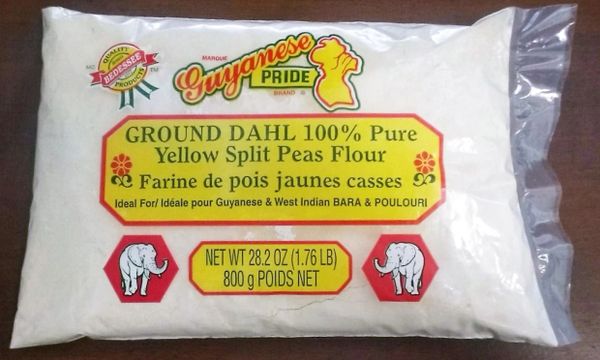 QUALITY
BEDESSEE
PRODUCTS
MC
TM
MARQUE
Guyanese
PRIDE
BRAND ®
GROUND DAHL 100% Pure
Yellow Split Peas Flour
Farine de pois jaunes casses
Ideal For/ Idéale pour Guyanese & West Indian BARA & POULOURI
NET WT 28.2 OZ (1.76 LB)
800 g POIDS NET